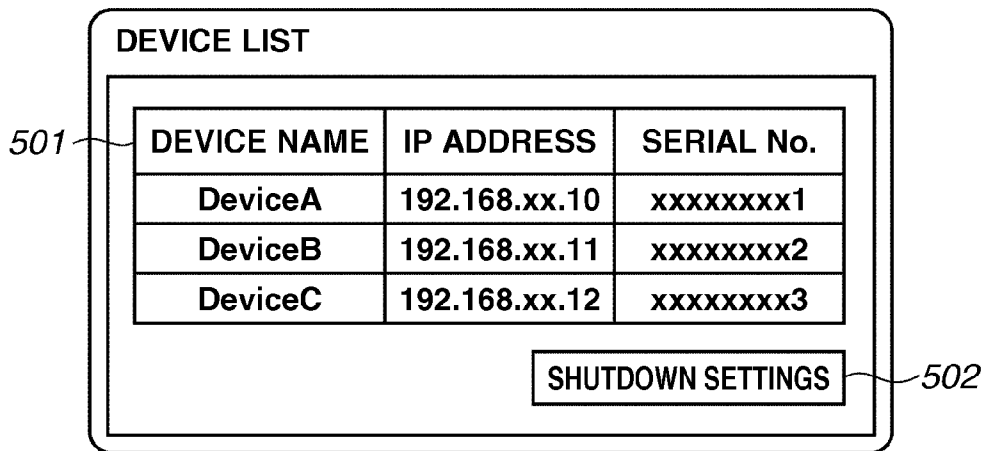 DEVICE LIST
501 DEVICE NAME IP ADDRESS SERIAL No.
DeviceA 192.168.xx.10 xxxxxxxx1
DeviceB 192.168.xx.11 xxxxxxxx2
DeviceC 192.168.xx.12 xxxxxxxx3
SHUTDOWN SETTINGS 502